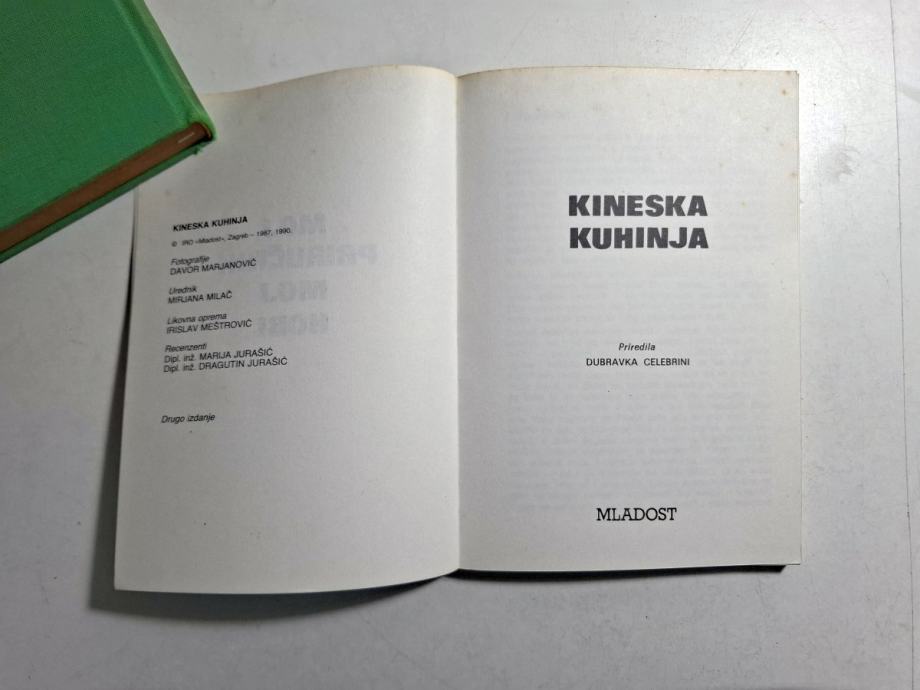 KINESKA KUHINJA
© IRO «Mladost», Zagreb – 1987, 1990.
Fotografije
DAVOR MARJANOVIĆ
Urednik
MIRJANA MILAČ
Likovna oprema
IRISLAV MEŠTROVIĆ
Recenzenti
Dipl. inž. MARIJA JURAŠIĆ
Dipl. inž. DRAGUTIN JURAŠIĆ
Drugo izdanje
KINESKA
KUHINJA
Priredila
DUBRAVKA CELEBRINI
MLADOST